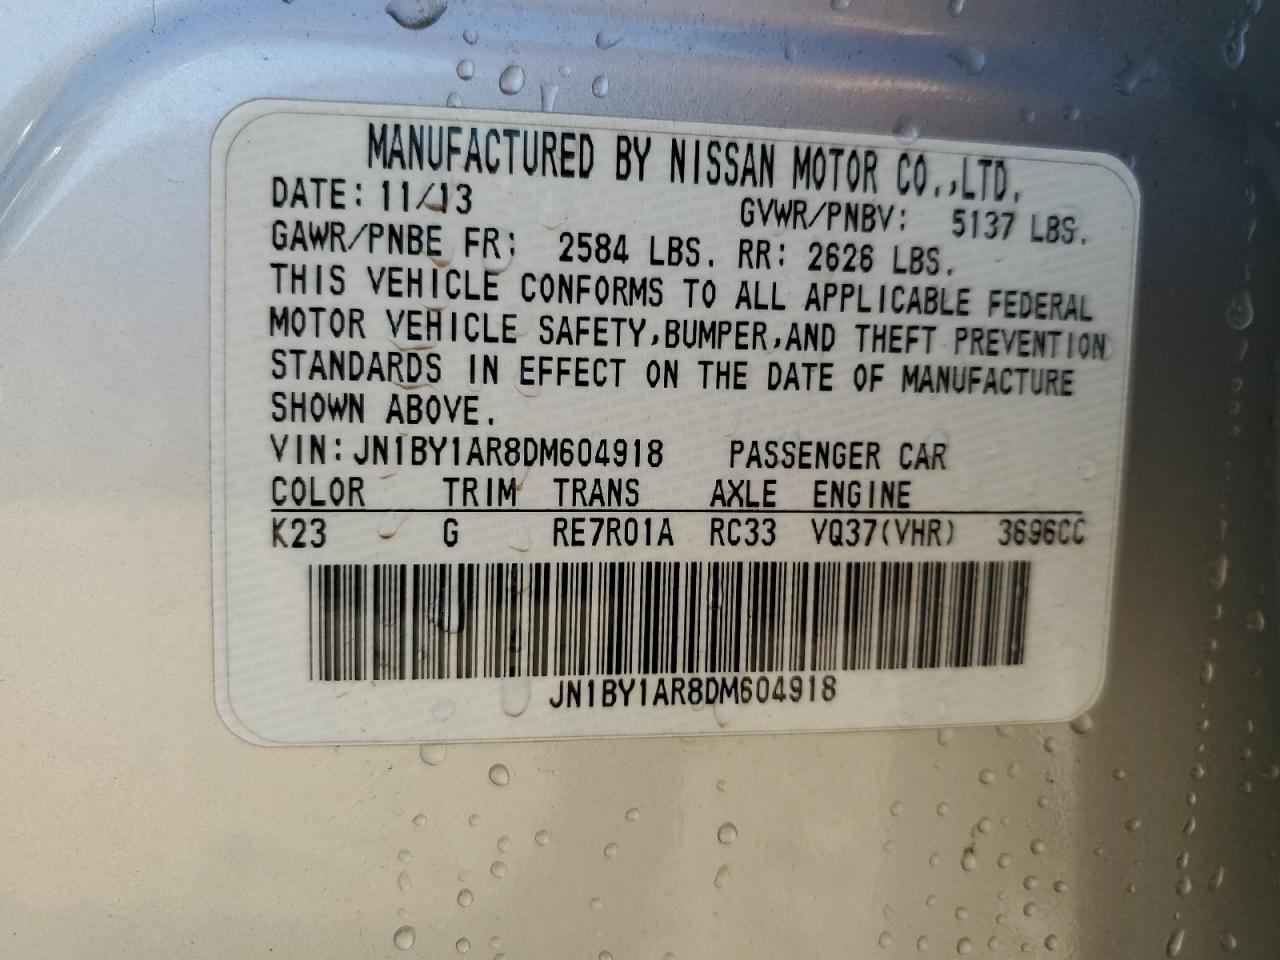 MANUFACTURED BY NISSAN MOTOR CO.,LTD.
DATE: 11/13 GVWR/PNBV: 5137 LBS.
GAWR/PNBE FR: 2584 LBS. RR: 2626 LBS.
THIS VEHICLE CONFORMS TO ALL APPLICABLE FEDERAL
MOTOR VEHICLE SAFETY,BUMPER,AND THEFT PREVENTION
STANDARDS IN EFFECT ON THE DATE OF MANUFACTURE
SHOWN ABOVE.
VIN:JN1BY1AR8DM604918 PASSENGER CAR
COLOR TRIM TRANS AXLE ENGINE
K23 G RE7R01A RC33 VQ37(VHR) 3696CC
JN1BY1AR8DM604918